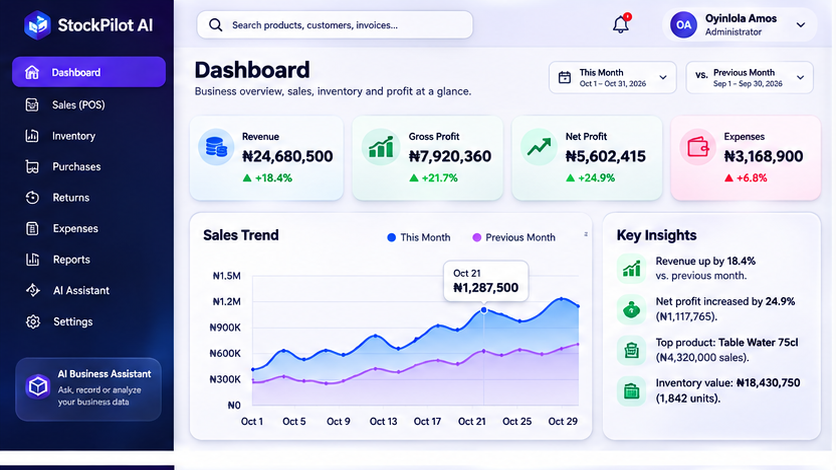 StockPilot AI
Search products, customers, invoices...
OA
Oyinlola Amos
Administrator
Dashboard
Sales (POS)
Inventory
Purchases
Returns
Expenses
Reports
AI Assistant
Settings
AI Business Assistant
Ask, record or analyze
your business data
Dashboard
Business overview, sales, inventory and profit at a glance.
This Month
Oct 1 – Oct 31, 2026
vs. Previous Month
Sep 1 – Sep 30, 2026
Revenue
₦24,680,500
▲ +18.4%
Gross Profit
₦7,920,360
▲ +21.7%
Net Profit
₦5,602,415
▲ +24.9%
Expenses
₦3,168,900
▲ +6.8%
Sales Trend
This Month
Previous Month
Oct 21
₦1,287,500
₦1.5M
₦1.2M
₦900K
₦600K
₦300K
₦0
Oct 1
Oct 5
Oct 9
Oct 13
Oct 17
Oct 21
Oct 25
Oct 29
Key Insights
Revenue up by 18.4%
vs. previous month.
Net profit increased by 24.9%
(₦1,117,765).
Top product: Table Water 75cl
(₦4,320,000 sales).
Inventory value: ₦18,430,750
(1,842 units).